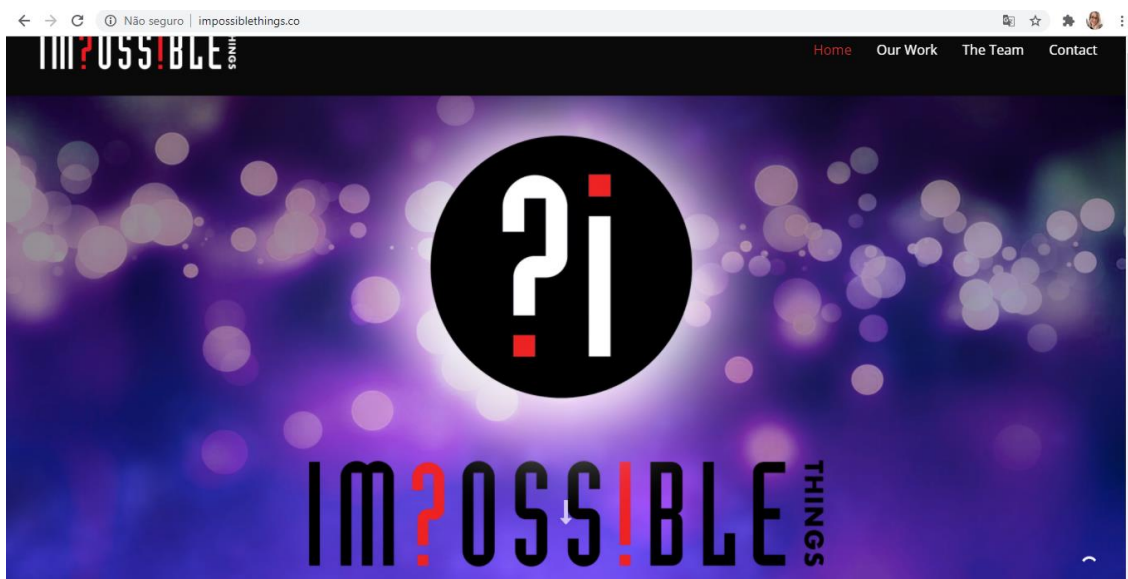 Não seguro | impossiblethings.co
IM?OSS!BLE THINGS
Home Our Work The Team Contact
?i
IM?OSS!BLE THINGS